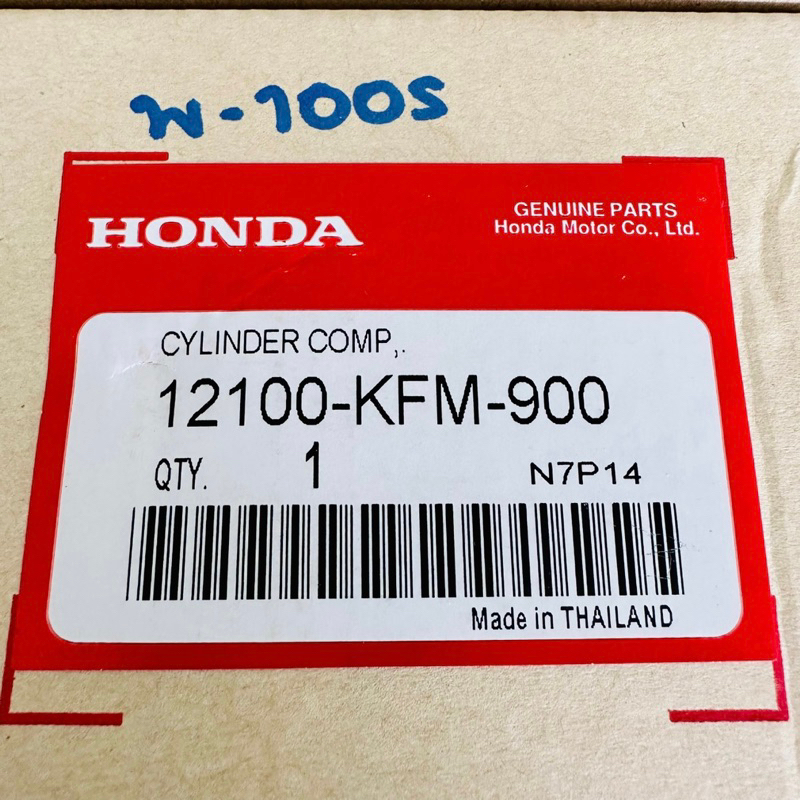 w-100s
HONDA
GENUINE PARTS
Honda Motor Co., Ltd.
CYLINDER COMP,.
12100-KFM-900
QTY. 1 N7P14
Made in THAILAND